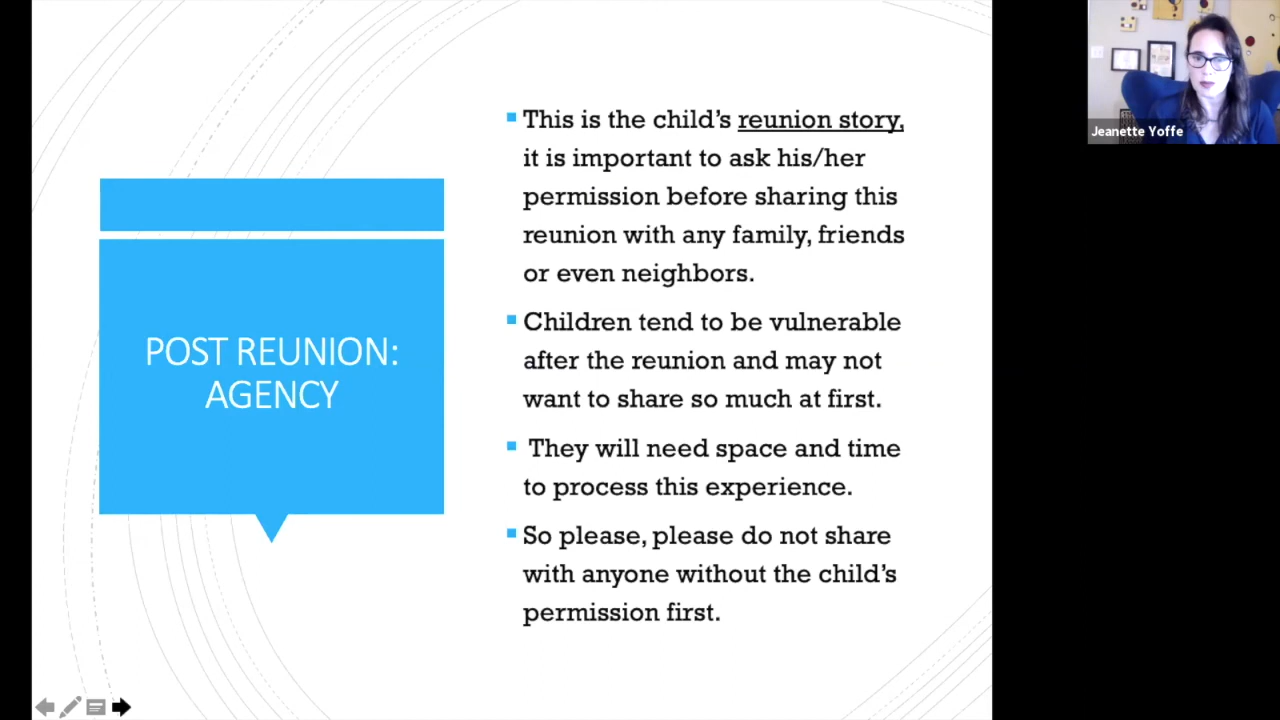 POST REUNION:
AGENCY
This is the child’s reunion story,
it is important to ask his/her
permission before sharing this
reunion with any family, friends
or even neighbors.
Children tend to be vulnerable
after the reunion and may not
want to share so much at first.
They will need space and time
to process this experience.
So please, please do not share
with anyone without the child’s
permission first.
Jeanette Yoffe